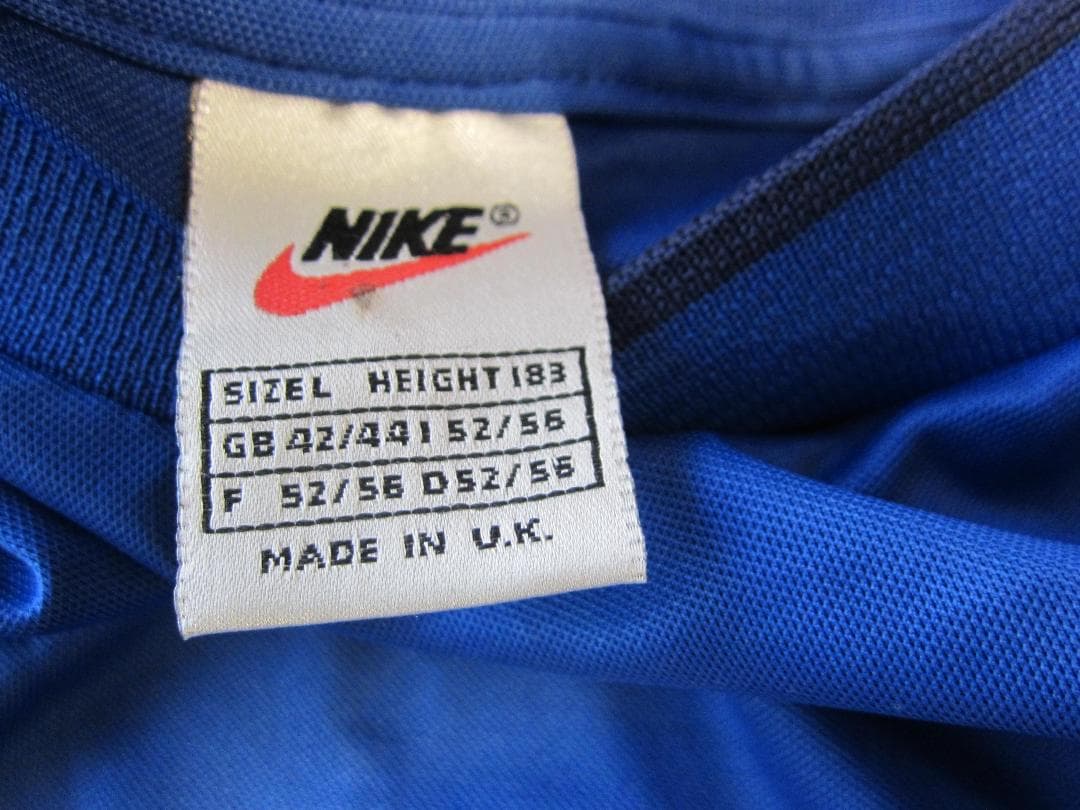 NIKE®
SIZE L HEIGHT 183
GB 42/44 I 52/56
F 52/56 D 52/56
MADE IN U.K.